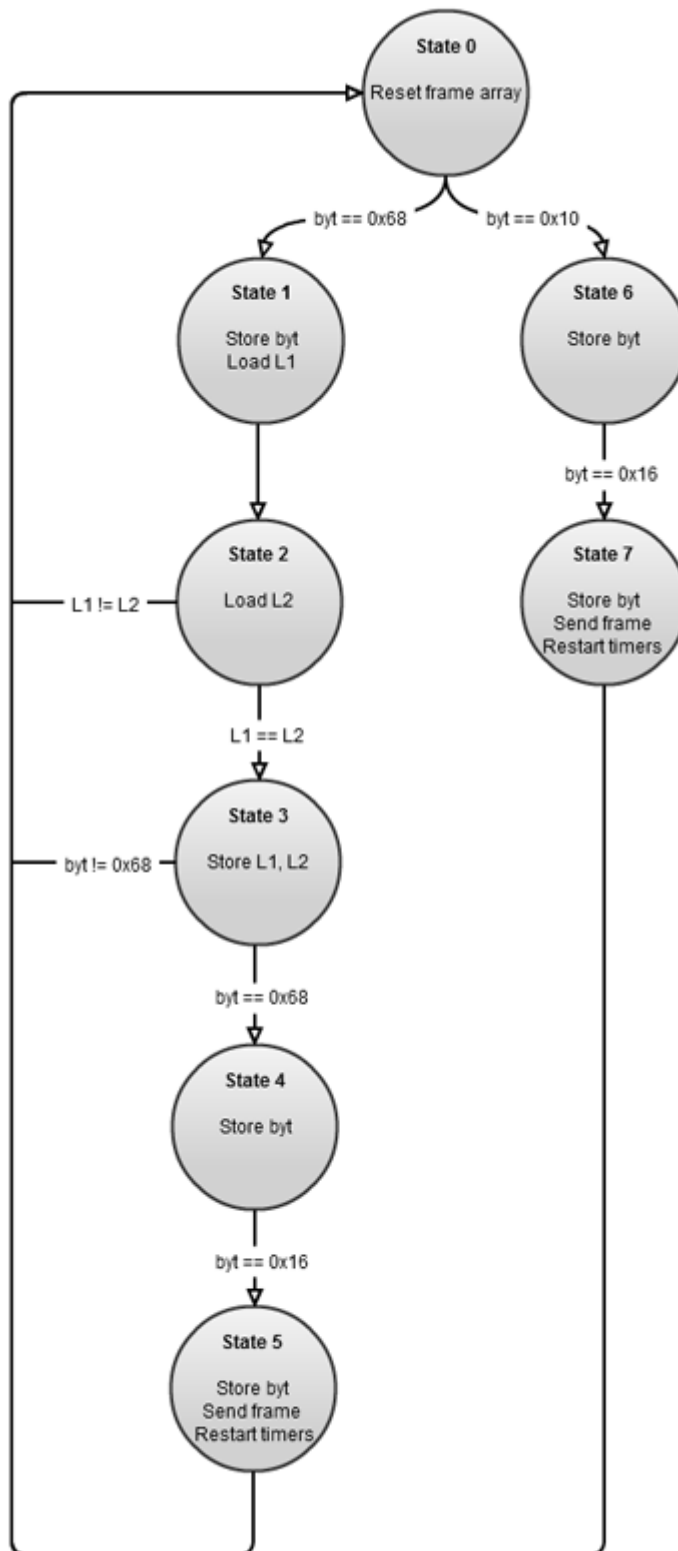 State 0
Reset frame array
byt == 0x68
byt == 0x10
State 1
Store byt
Load L1
State 6
Store byt
byt == 0x16
State 2
Load L2
L1 != L2
State 7
Store byt
Send frame
Restart timers
L1 == L2
State 3
Store L1, L2
byt != 0x68
byt == 0x68
State 4
Store byt
byt == 0x16
State 5
Store byt
Send frame
Restart timers